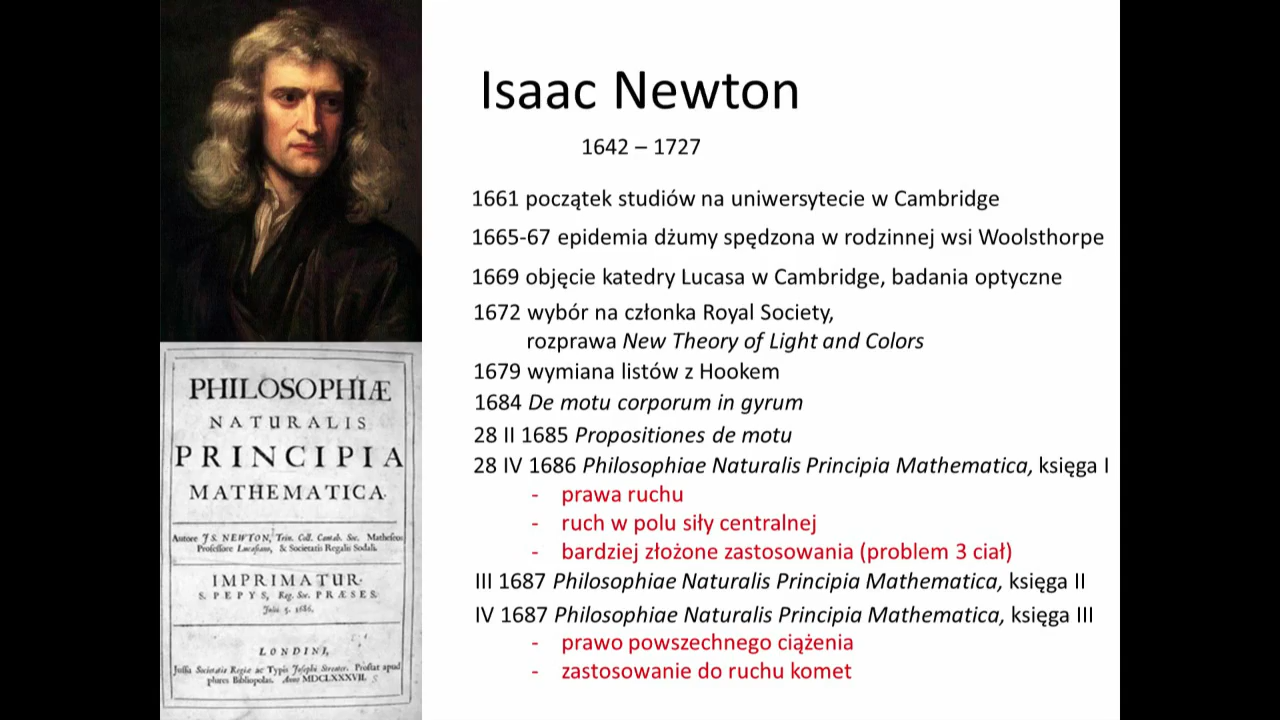 Isaac Newton
1642 – 1727
1661 początek studiów na uniwersytecie w Cambridge
1665-67 epidemia dżumy spędzona w rodzinnej wsi Woolsthorpe
1669 objęcie katedry Lucasa w Cambridge, badania optyczne
1672 wybór na członka Royal Society,
rozprawa New Theory of Light and Colors
1679 wymiana listów z Hookem
1684 De motu corporum in gyrum
28 II 1685 Propositiones de motu
28 IV 1686 Philosophiae Naturalis Principia Mathematica, księga I
- prawa ruchu
- ruch w polu siły centralnej
- bardziej złożone zastosowania (problem 3 ciał)
III 1687 Philosophiae Naturalis Principia Mathematica, księga II
IV 1687 Philosophiae Naturalis Principia Mathematica, księga III
- prawo powszechnego ciążenia
- zastosowanie do ruchu komet
PHILOSOPHIÆ
NATURALIS
PRINCIPIA
MATHEMATICA.
Autore J S. NEWTON, Trin. Coll. Cantab. Soc. Matheseos
Professore Lucasiano, & Societatis Regalis Sodali.
IMPRIMATUR.
S. PEPYS, Reg. Soc. PRÆSES.
Julii 5. 1686.
LONDINI,
Jussu Societatis Regiæ ac Typis Josephi Streater. Prostat apud
plures Bibliopolas. Anno MDCLXXXVII.